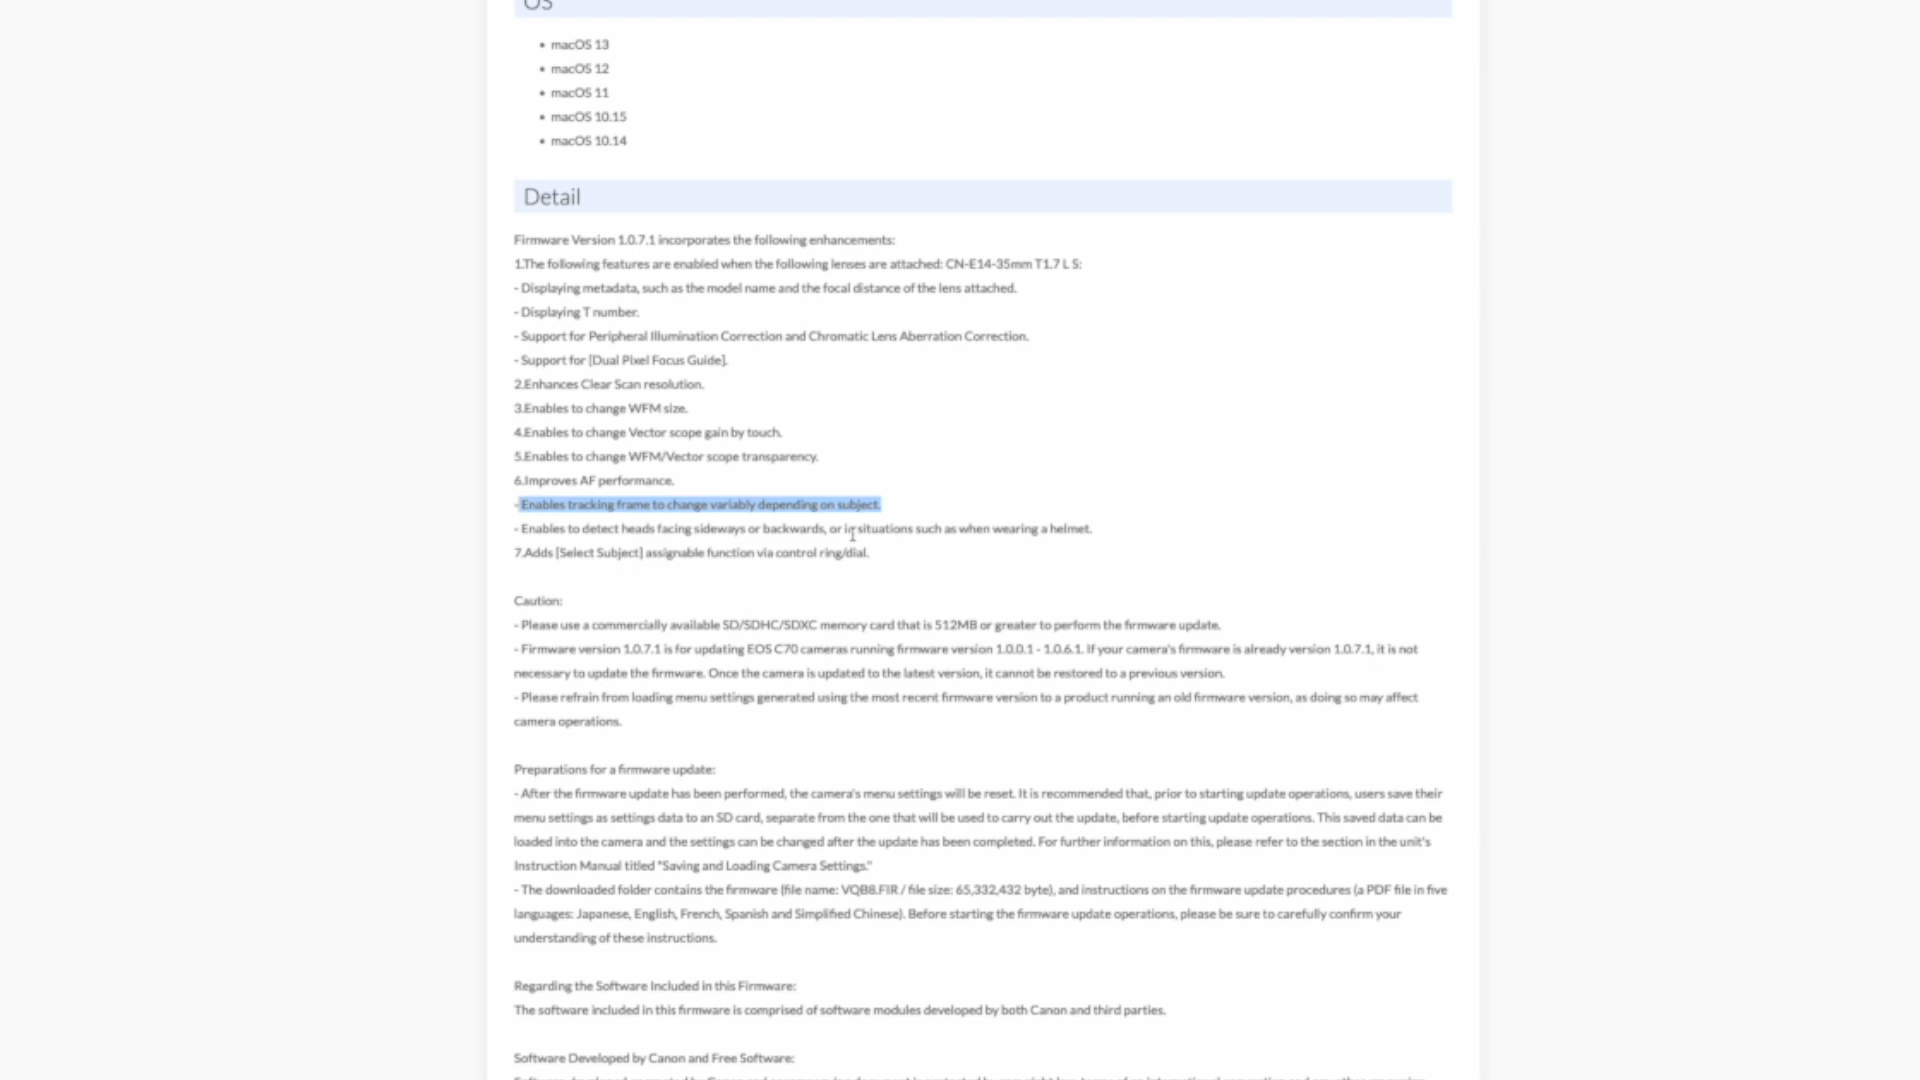 OS
• macOS 13
• macOS 12
• macOS 11
• macOS 10.15
• macOS 10.14
Detail
Firmware Version 1.0.7.1 incorporates the following enhancements:
1.The following features are enabled when the following lenses are attached: CN-E14-35mm T1.7 L S:
- Displaying metadata, such as the model name and the focal distance of the lens attached.
- Displaying T number.
- Support for Peripheral Illumination Correction and Chromatic Lens Aberration Correction.
- Support for [Dual Pixel Focus Guide].
2.Enhances Clear Scan resolution.
3.Enables to change WFM size.
4.Enables to change Vector scope gain by touch.
5.Enables to change WFM/Vector scope transparency.
6.Improves AF performance.
- Enables tracking frame to change variably depending on subject.
- Enables to detect heads facing sideways or backwards, or in situations such as when wearing a helmet.
7.Adds [Select Subject] assignable function via control ring/dial.
Caution:
- Please use a commercially available SD/SDHC/SDXC memory card that is 512MB or greater to perform the firmware update.
- Firmware version 1.0.7.1 is for updating EOS C70 cameras running firmware version 1.0.0.1 - 1.0.6.1. If your camera's firmware is already version 1.0.7.1, it is not
necessary to update the firmware. Once the camera is updated to the latest version, it cannot be restored to a previous version.
- Please refrain from loading menu settings generated using the most recent firmware version to a product running an old firmware version, as doing so may affect
camera operations.
Preparations for a firmware update:
- After the firmware update has been performed, the camera's menu settings will be reset. It is recommended that, prior to starting update operations, users save their
menu settings as settings data to an SD card, separate from the one that will be used to carry out the update, before starting update operations. This saved data can be
loaded into the camera and the settings can be changed after the update has been completed. For further information on this, please refer to the section in the unit's
Instruction Manual titled "Saving and Loading Camera Settings."
- The downloaded folder contains the firmware (file name: VQB8.FIR / file size: 65,332,432 byte), and instructions on the firmware update procedures (a PDF file in five
languages: Japanese, English, French, Spanish and Simplified Chinese). Before starting the firmware update operations, please be sure to carefully confirm your
understanding of these instructions.
Regarding the Software Included in this Firmware:
The software included in this firmware is comprised of software modules developed by both Canon and third parties.
Software Developed by Canon and Free Software: